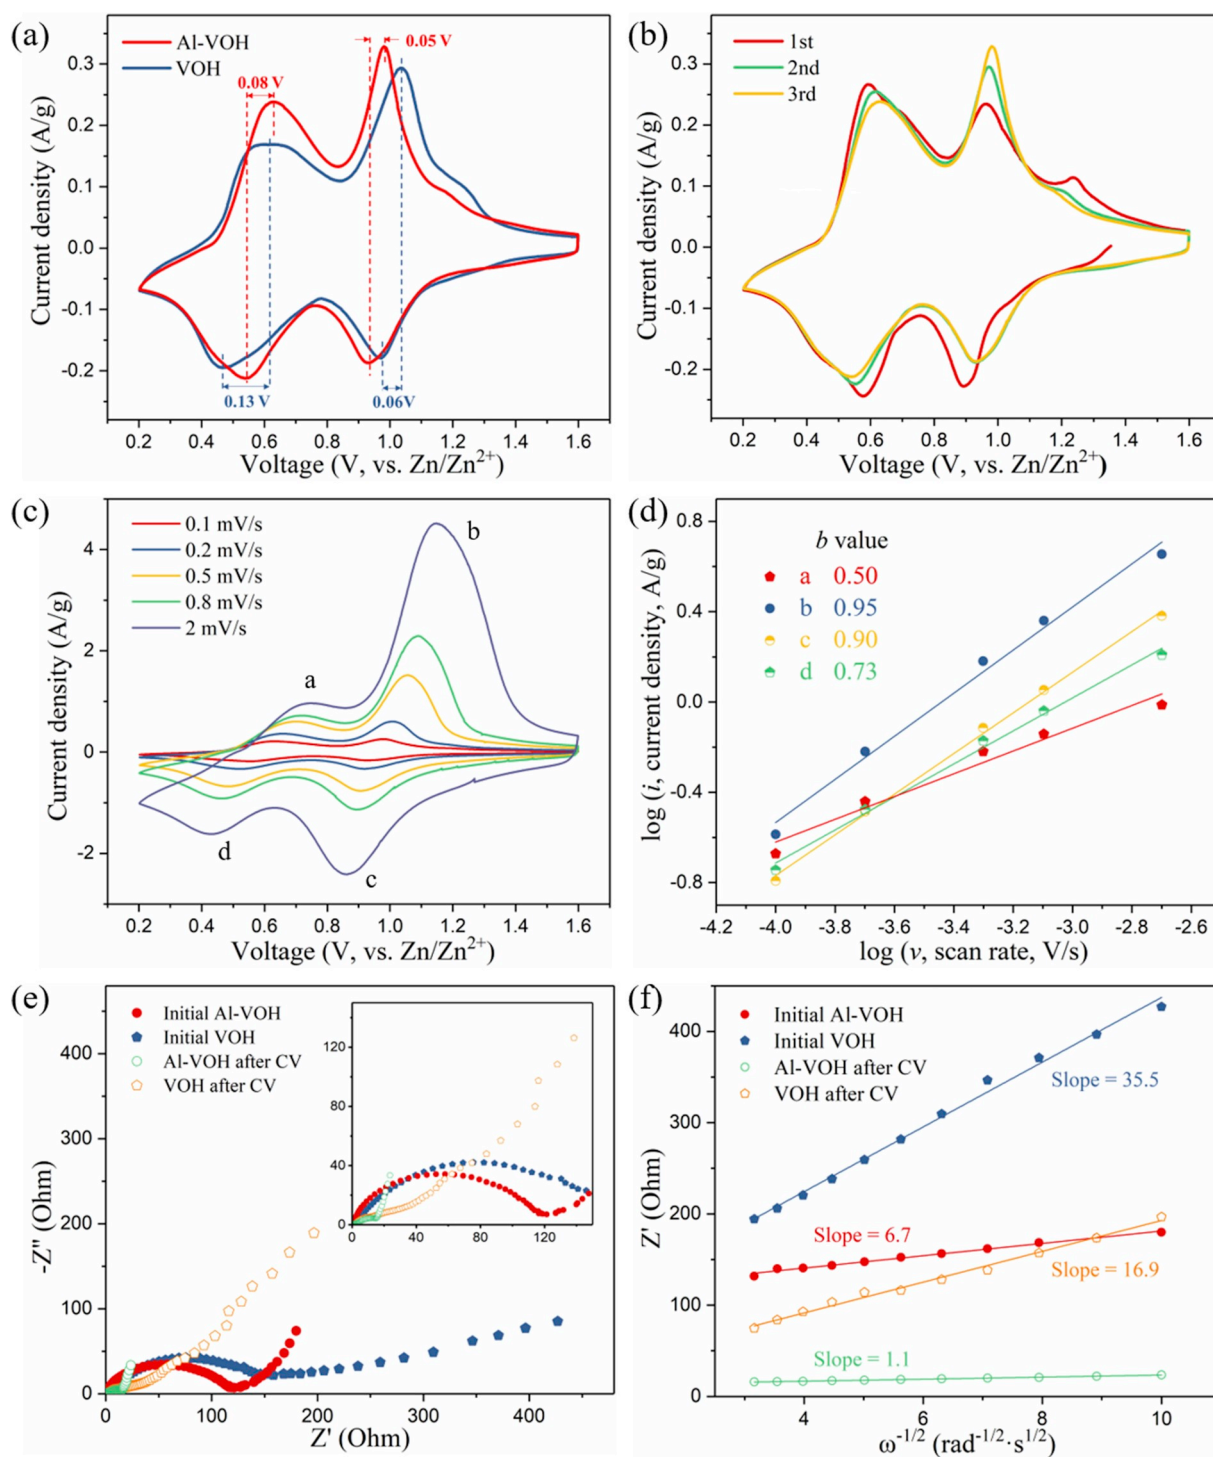 (a)
Al-VOH
VOH
0.08 V
0.05 V
0.13 V
0.06V
0.3
0.2
0.1
0.0
-0.1
-0.2
Current density (A/g)
0.2 0.4 0.6 0.8 1.0 1.2 1.4 1.6
Voltage (V, vs. Zn/Zn²⁺)
(b)
1st
2nd
3rd
0.3
0.2
0.1
0.0
-0.1
-0.2
Current density (A/g)
0.2 0.4 0.6 0.8 1.0 1.2 1.4 1.6
Voltage (V, vs. Zn/Zn²⁺)
(c)
0.1 mV/s
0.2 mV/s
0.5 mV/s
0.8 mV/s
2 mV/s
a
b
c
d
4
2
0
-2
Current density (A/g)
0.2 0.4 0.6 0.8 1.0 1.2 1.4 1.6
Voltage (V, vs. Zn/Zn²⁺)
(d)
b value
a 0.50
b 0.95
c 0.90
d 0.73
0.8
0.4
0.0
-0.4
-0.8
log (i, current density, A/g)
-4.2 -3.9 -3.6 -3.3 -3.0 -2.7 -2.6
log (v, scan rate, V/s)
(e)
Initial Al-VOH
Initial VOH
Al-VOH after CV
VOH after CV
400
300
200
100
0
-Z" (Ohm)
0 100 200 300 400
Z' (Ohm)
120
80
40
0
0 40 80 120
(f)
Initial Al-VOH
Initial VOH
Al-VOH after CV
VOH after CV
Slope = 35.5
Slope = 6.7
Slope = 16.9
Slope = 1.1
400
300
200
100
0
Z' (Ohm)
4 6 8 10
ω⁻¹/² (rad⁻¹/²·s¹/²)